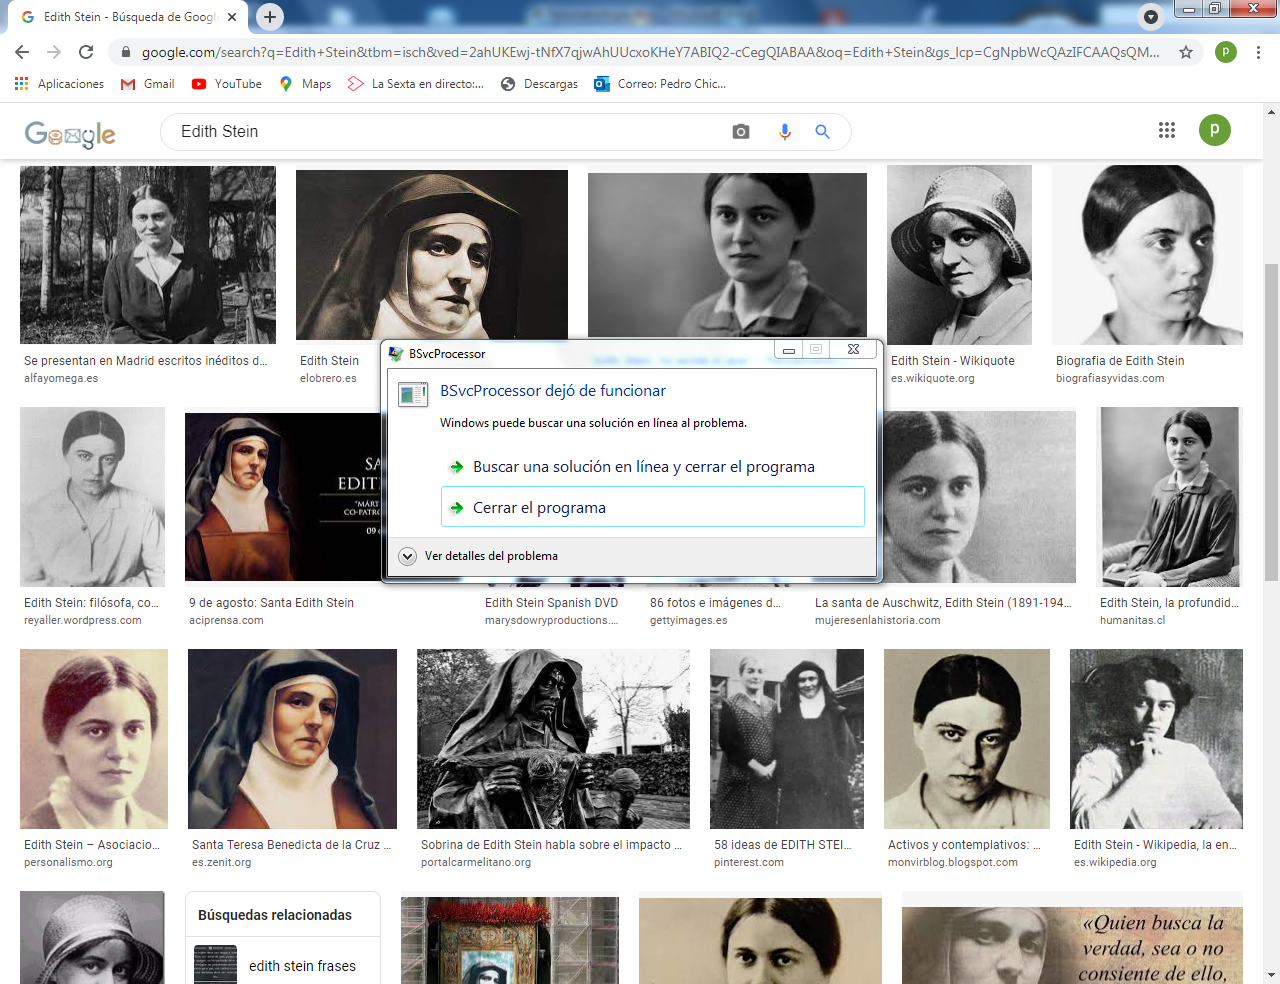 Edith Stein - Búsqueda de Googl
google.com/search?q=Edith+Stein&tbm=isch&ved=2ahUKEwj-tNfX7qjwAhUUcxoKHeY7ABIQ2-cCegQIABAA&oq=Edith+Stein&gs_lcp=CgNpbWcQAzIFCAAQsQM...
p
Aplicaciones
Gmail
YouTube
Maps
La Sexta en directo:...
Descargas
Correo: Pedro Chic...
Google
Edith Stein
p
Se presentan en Madrid escritos inéditos d...
alfayomega.es
Edith Stein
elobrero.es
Edith Stein - Wikiquote
es.wikiquote.org
Biografia de Edith Stein
biografiasyvidas.com
BSvcProcessor
BSvcProcessor dejó de funcionar
Windows puede buscar una solución en línea al problema.
Buscar una solución en línea y cerrar el programa
Cerrar el programa
Ver detalles del problema
SA
EDIT
"MÁRT
CO-PATRO
09 d
Edith Stein: filósofa, co...
reyaller.wordpress.com
9 de agosto: Santa Edith Stein
aciprensa.com
Edith Stein Spanish DVD
marysdowryproductions....
86 fotos e imágenes d...
gettyimages.es
La santa de Auschwitz, Edith Stein (1891-194...
mujeresenlahistoria.com
Edith Stein, la profundid...
humanitas.cl
Edith Stein – Asociacio...
personalismo.org
Santa Teresa Benedicta de la Cruz ...
es.zenit.org
Sobrina de Edith Stein habla sobre el impacto ...
portalcarmelitano.org
58 ideas de EDITH STEI...
pinterest.com
Activos y contemplativos: ...
monvirblog.blogspot.com
Edith Stein - Wikipedia, la en...
es.wikipedia.org
Búsquedas relacionadas
edith stein frases
«Quien busca la
verdad, sea o no
consiente de ello,